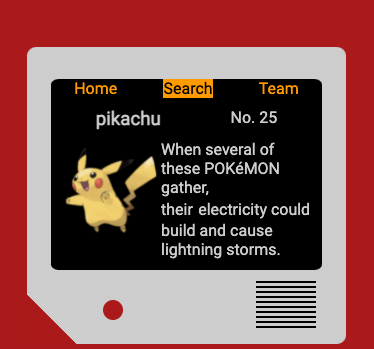 Home Search Team
pikachu No. 25
When several of
these POKéMON
gather,
their electricity could
build and cause
lightning storms.